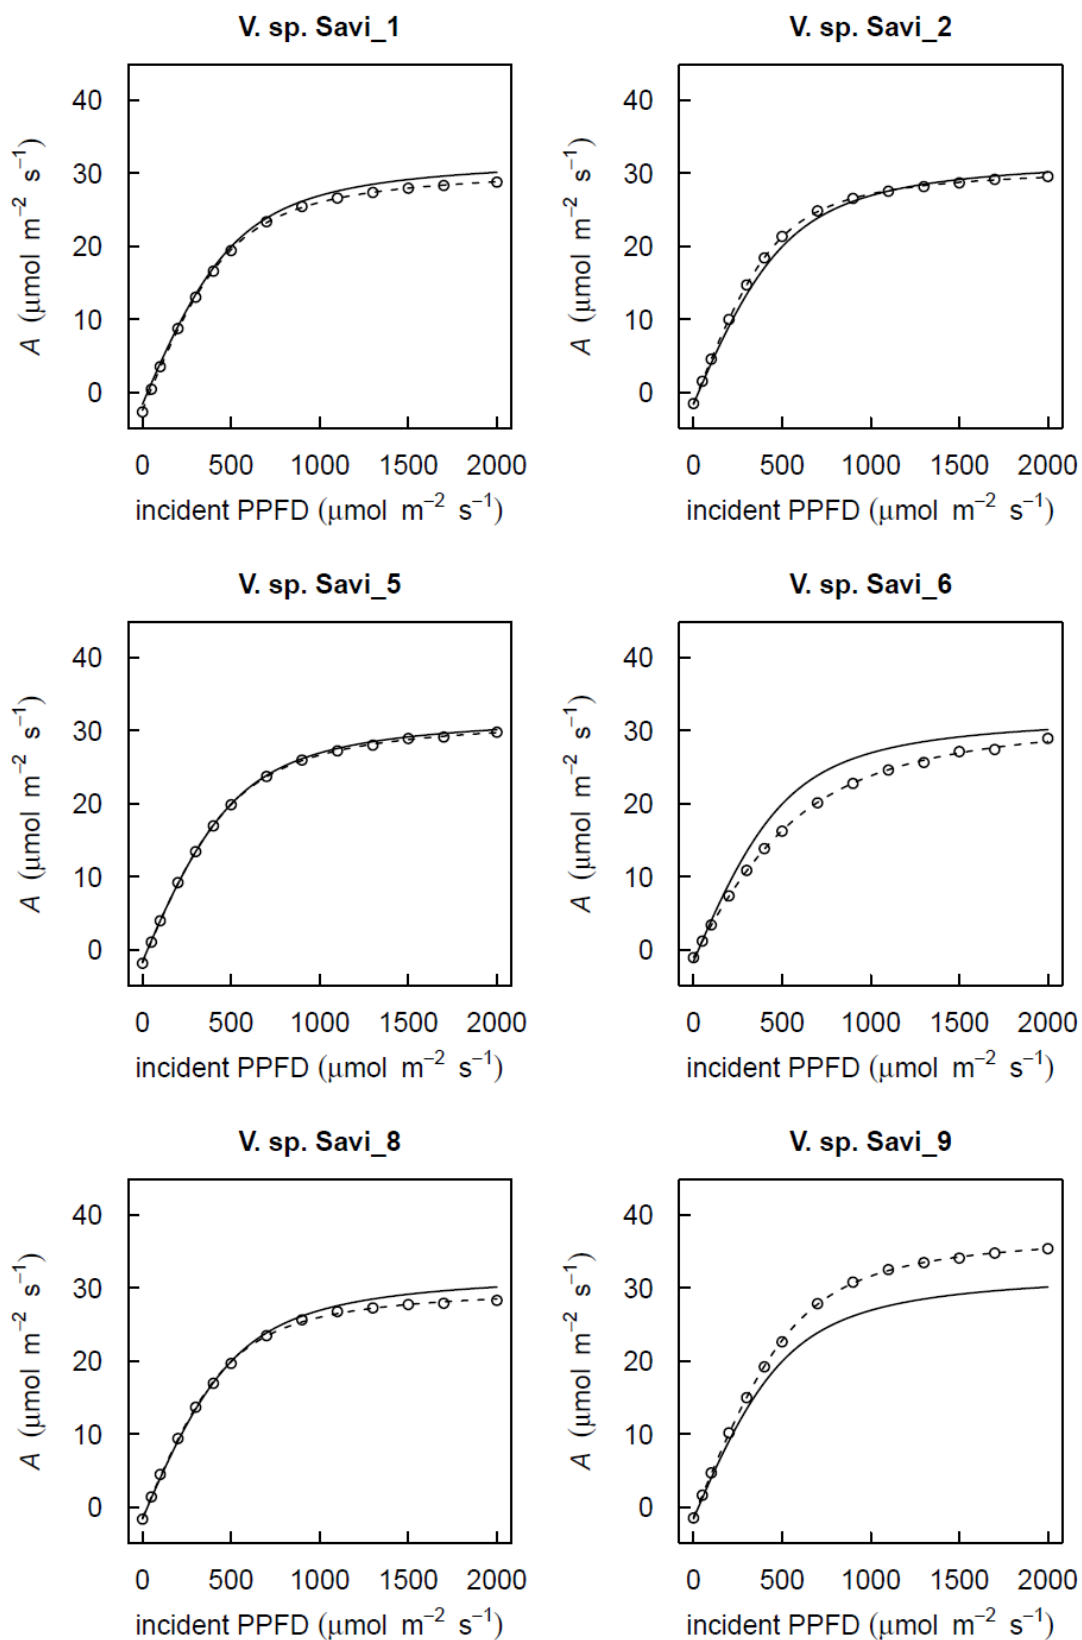 V. sp. Savi_1
40
30
20
10
0
A (μmol m⁻² s⁻¹)
0 500 1000 1500 2000
incident PPFD (μmol m⁻² s⁻¹)
V. sp. Savi_2
40
30
20
10
0
A (μmol m⁻² s⁻¹)
0 500 1000 1500 2000
incident PPFD (μmol m⁻² s⁻¹)
V. sp. Savi_5
40
30
20
10
0
A (μmol m⁻² s⁻¹)
0 500 1000 1500 2000
incident PPFD (μmol m⁻² s⁻¹)
V. sp. Savi_6
40
30
20
10
0
A (μmol m⁻² s⁻¹)
0 500 1000 1500 2000
incident PPFD (μmol m⁻² s⁻¹)
V. sp. Savi_8
40
30
20
10
0
A (μmol m⁻² s⁻¹)
0 500 1000 1500 2000
incident PPFD (μmol m⁻² s⁻¹)
V. sp. Savi_9
40
30
20
10
0
A (μmol m⁻² s⁻¹)
0 500 1000 1500 2000
incident PPFD (μmol m⁻² s⁻¹)